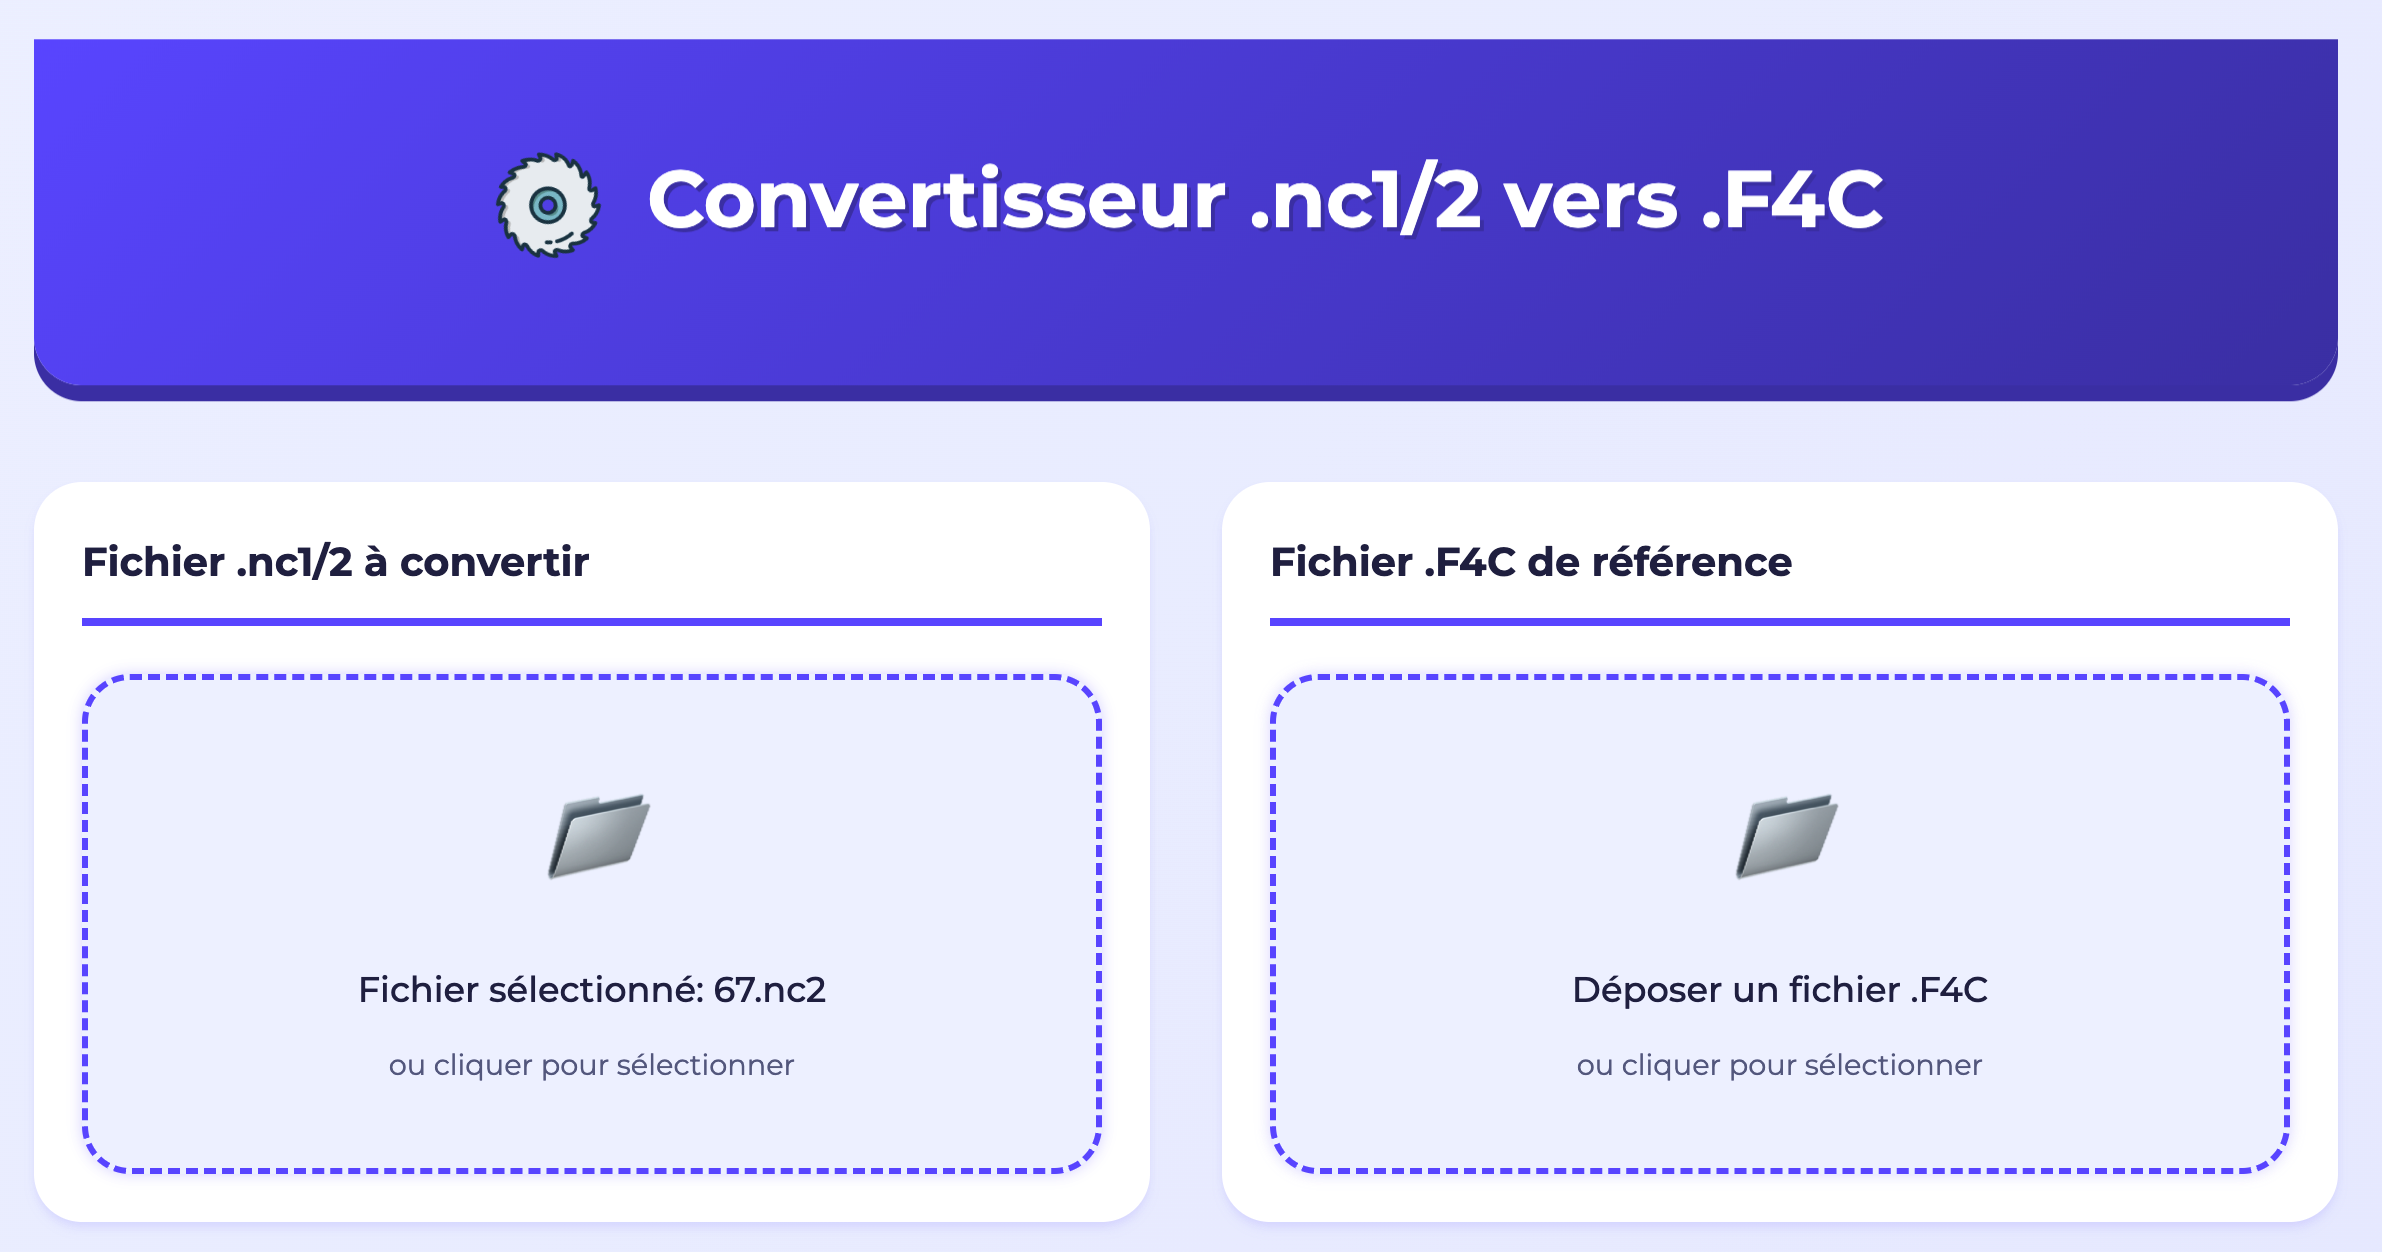 Convertisseur .nc1/2 vers .F4C
Fichier .nc1/2 à convertir
Fichier sélectionné: 67.nc2
ou cliquer pour sélectionner
Fichier .F4C de référence
Déposer un fichier .F4C
ou cliquer pour sélectionner